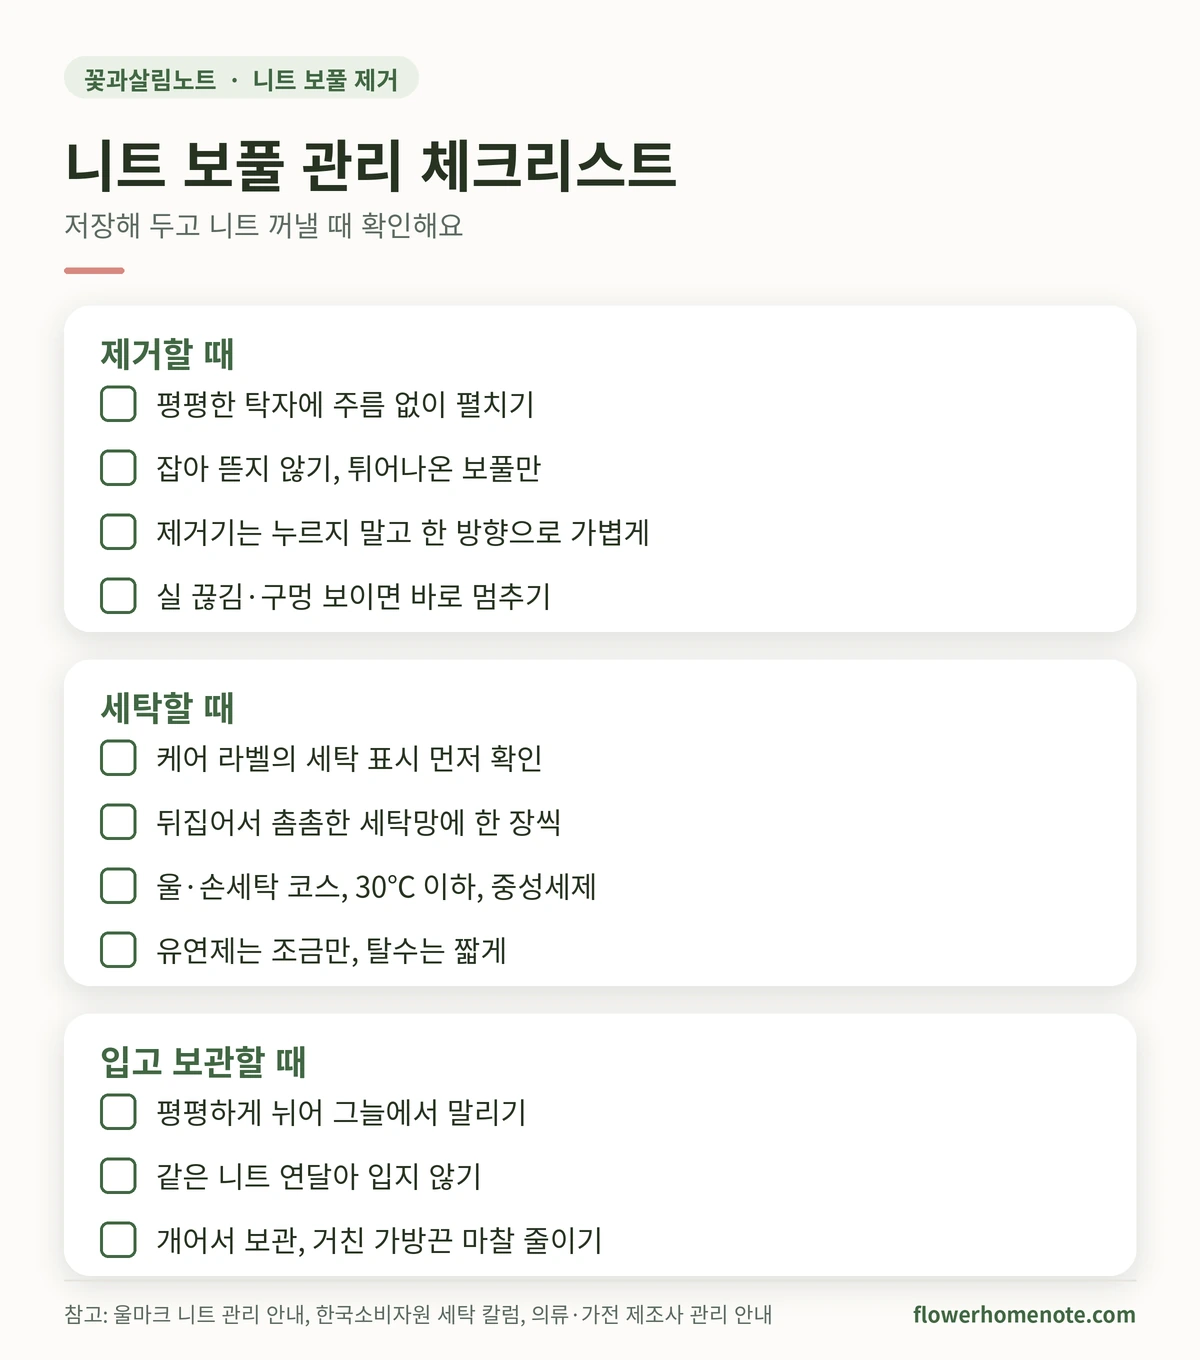 꽃과살림노트 · 니트 보풀 제거
니트 보풀 관리 체크리스트
저장해 두고 니트 꺼낼 때 확인해요
제거할 때
평평한 탁자에 주름 없이 펼치기
잡아 뜯지 않기, 튀어나온 보풀만
제거기는 누르지 말고 한 방향으로 가볍게
실 끊김·구멍 보이면 바로 멈추기
세탁할 때
케어 라벨의 세탁 표시 먼저 확인
뒤집어서 촘촘한 세탁망에 한 장씩
울·손세탁 코스, 30°C 이하, 중성세제
유연제는 조금만, 탈수는 짧게
입고 보관할 때
평평하게 뉘어 그늘에서 말리기
같은 니트 연달아 입지 않기
개어서 보관, 거친 가방끈 마찰 줄이기
참고: 울마크 니트 관리 안내, 한국소비자원 세탁 칼럼, 의류·가전 제조사 관리 안내
flowerhomenote.com